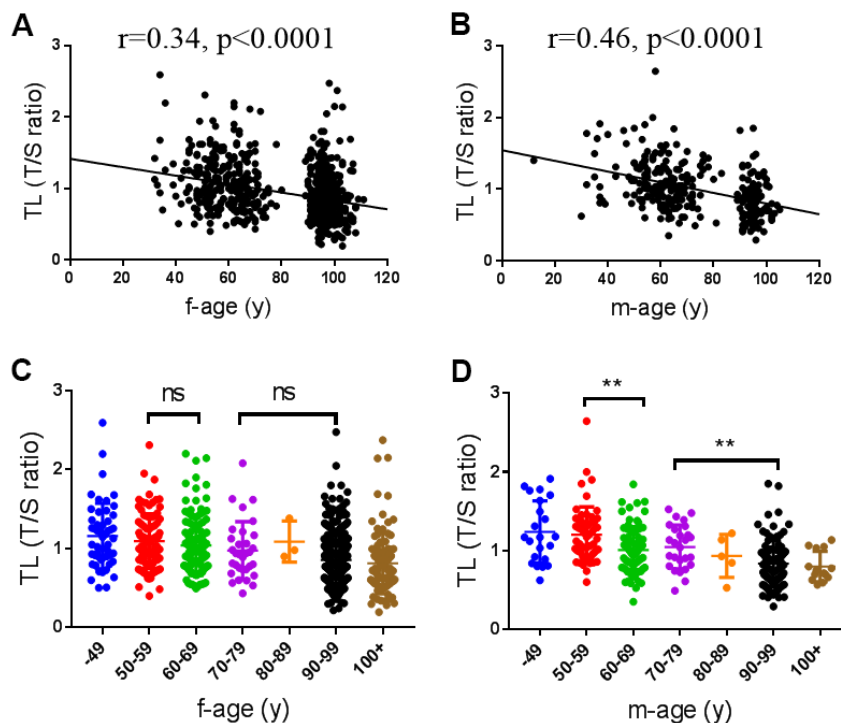 A
r=0.34, p<0.0001
TL (T/S ratio)
3
2
1
0
0 20 40 60 80 100 120
f-age (y)
B
r=0.46, p<0.0001
TL (T/S ratio)
3
2
1
0
0 20 40 60 80 100 120
m-age (y)
C
ns
ns
TL (T/S ratio)
3
2
1
0
-49 50-59 60-69 70-79 80-89 90-99 100+
f-age (y)
D
**
**
TL (T/S ratio)
3
2
1
0
-49 50-59 60-69 70-79 80-89 90-99 100+
m-age (y)